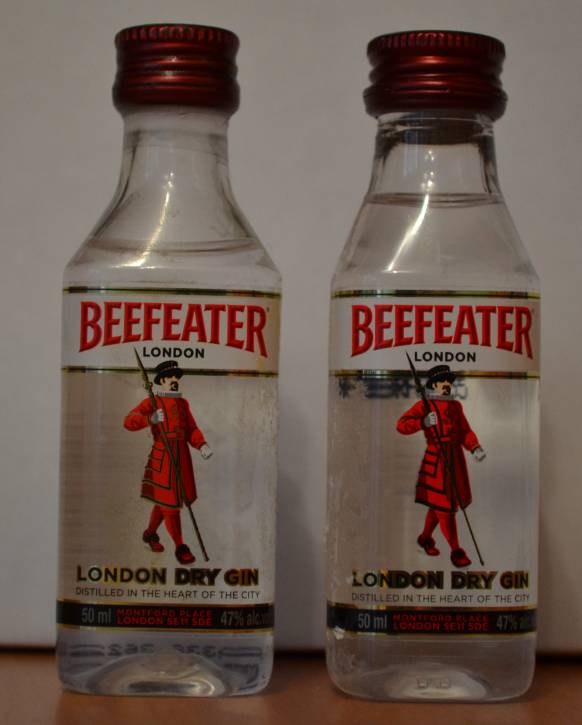 BEEFEATER
LONDON
LONDON DRY GIN
DISTILLED IN THE HEART OF THE CITY
50 ml MONTFORD PLACE 47% alc.
LONDON SE11 5DE
BEEFEATER
LONDON
LONDON DRY GIN
DISTILLED IN THE HEART OF THE CITY
50 ml MONTFORD PLACE 47% alc.
LONDON SE11 5DE